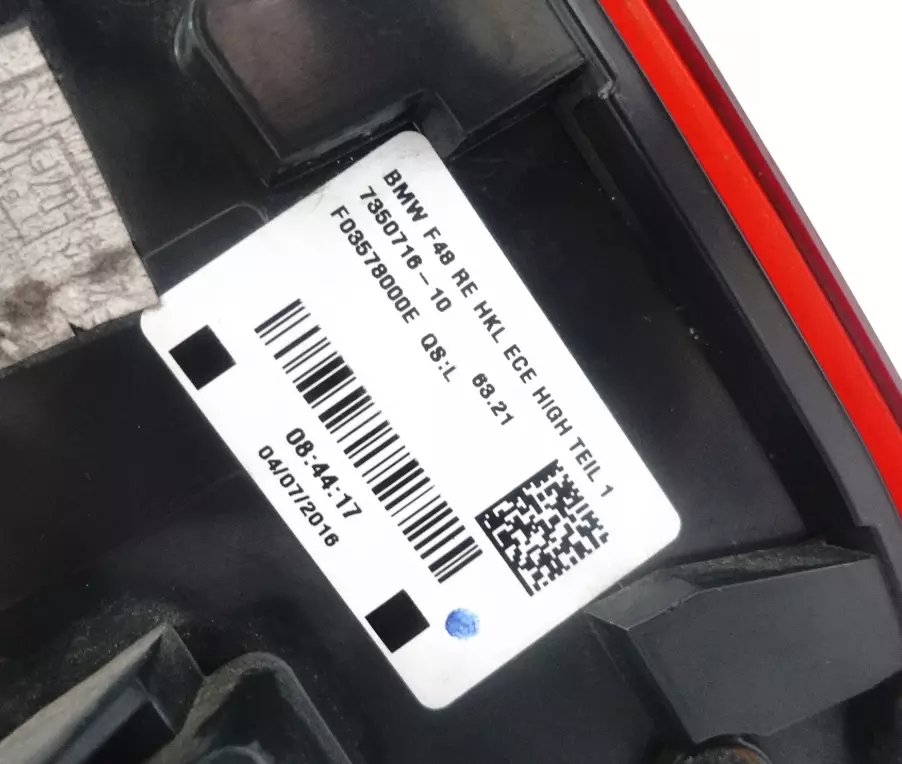 BMW F48 RE HKL ECE HIGH TEIL 1
7350716-10 63.21
F03578000E QS:L
08:44:17
04/07/2016